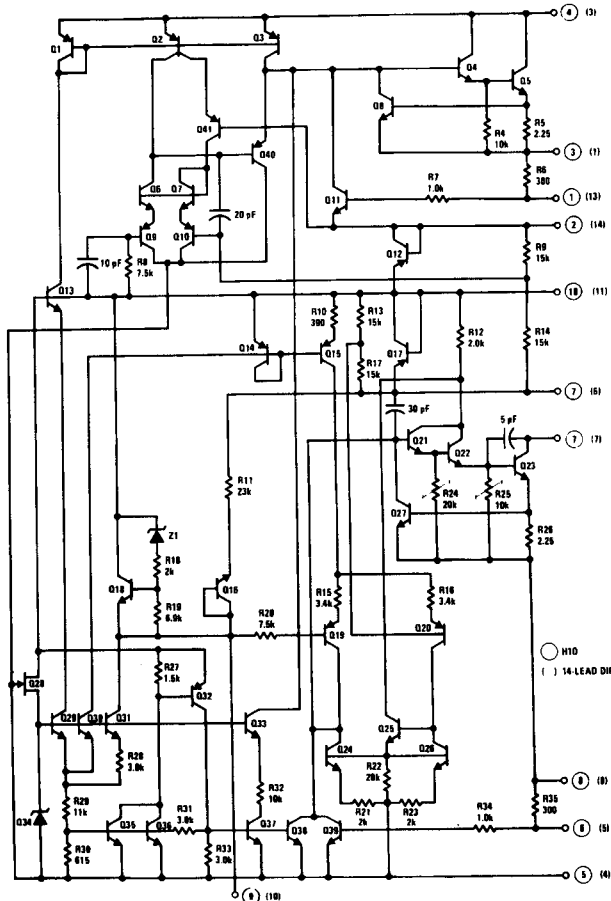 4 (3)
Q1
Q2
Q3
Q4
Q5
Q8
R4
10k
R5
2.25
Q41
Q40
3 (1)
R6
380
R7
1.0k
Q6
Q7
Q11
1 (13)
20 pF
2 (14)
Q9
Q10
Q12
R9
15k
10 pF
R8
7.5k
Q13
10 (11)
R10
390
R13
15k
R12
2.0k
R14
15k
Q14
Q15
Q17
R17
15k
7 (6)
30 pF
5 pF
Q21
Q22
7 (7)
Q23
R11
23k
R24
20k
R25
10k
Q27
R26
2.25
Z1
R18
2k
R15
3.4k
R16
3.4k
Q18
R19
6.9k
Q16
R20
7.5k
Q19
Q20
H10
( ) 14-LEAD DIP
Q28
R27
1.5k
Q32
Q29
Q30
Q31
Q33
Q24
Q25
Q26
R28
3.0k
R22
20k
8 (8)
R32
10k
R21
2k
R23
2k
R35
300
Q34
R29
11k
R31
3.0k
R34
1.0k
6 (5)
R30
615
Q35
Q36
R33
3.0k
Q37
Q38
Q39
5 (4)
9 (10)